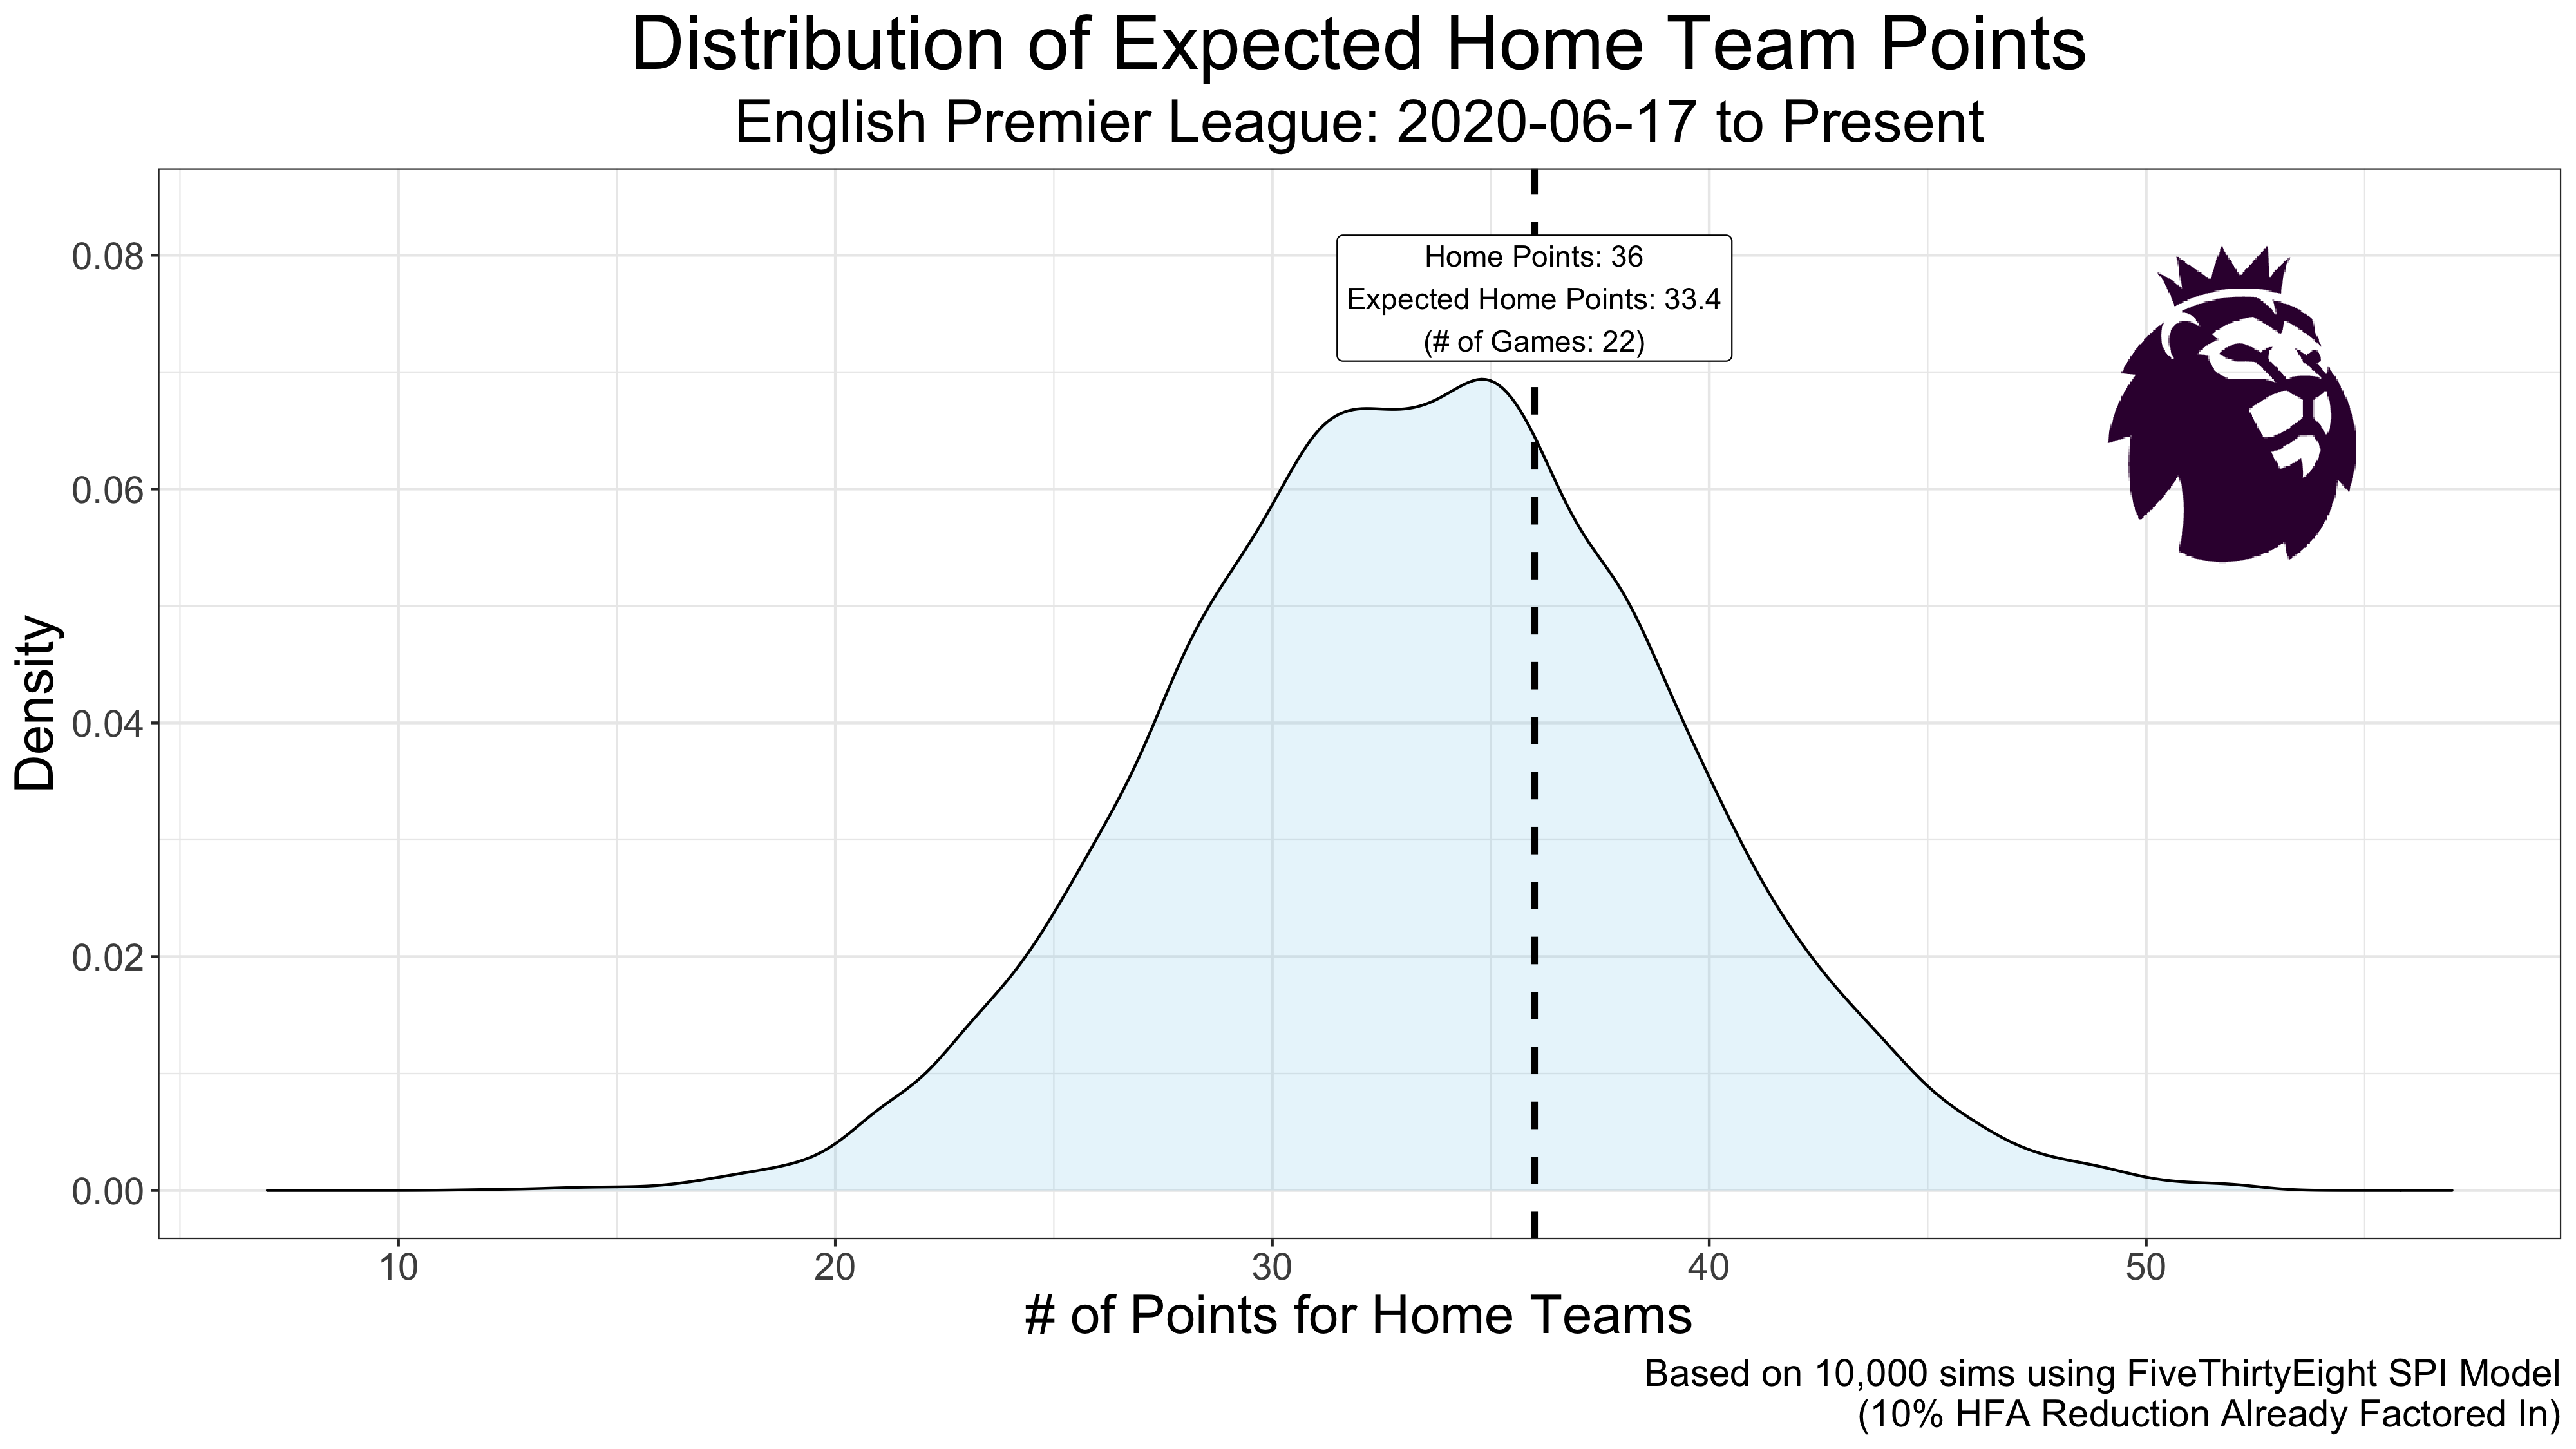 Distribution of Expected Home Team Points
English Premier League: 2020-06-17 to Present
Home Points: 36
Expected Home Points: 33.4
(# of Games: 22)
0.08
0.06
0.04
0.02
0.00
Density
10 20 30 40 50
# of Points for Home Teams
Based on 10,000 sims using FiveThirtyEight SPI Model
(10% HFA Reduction Already Factored In)